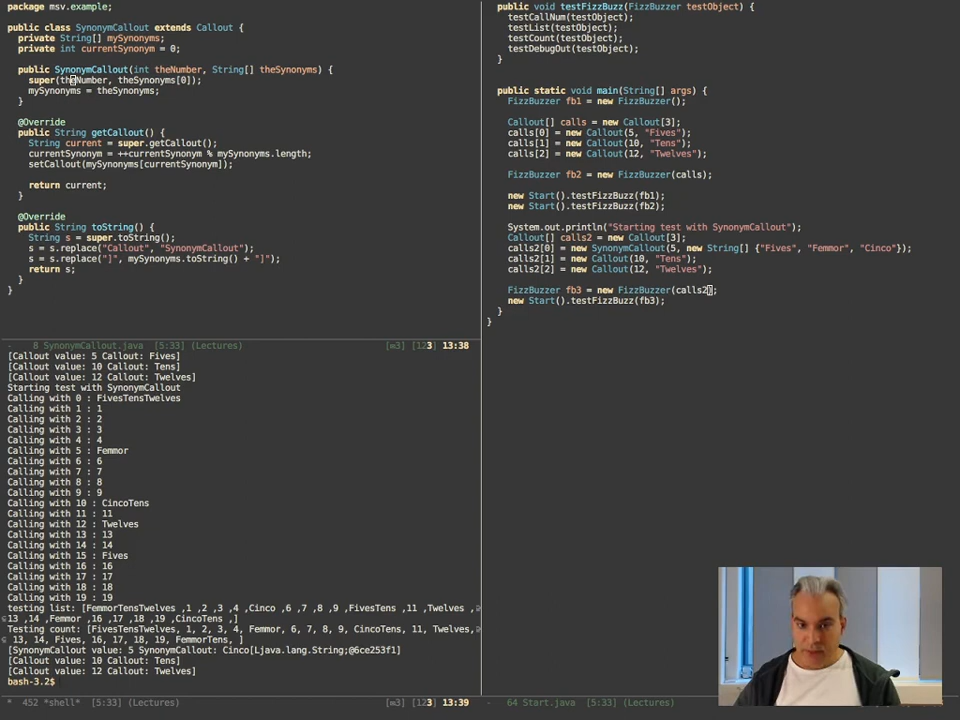 package msv.example;
public class SynonymCallout extends Callout {
private String[] mySynonyms;
private int currentSynonym = 0;
public SynonymCallout(int theNumber, String[] theSynonyms) {
super(theNumber, theSynonyms[0]);
mySynonyms = theSynonyms;
}
@Override
public String getCallout() {
String current = super.getCallout();
currentSynonym = ++currentSynonym % mySynonyms.length;
setCallout(mySynonyms[currentSynonym]);
return current;
}
@Override
public String toString() {
String s = super.toString();
s = s.replace("Callout", "SynonymCallout");
s = s.replace("]", mySynonyms.toString() + "]");
return s;
}
}
- 8 SynonymCallout.java [5:33] (Lectures) [✉3] [123] 13:38
[Callout value: 5 Callout: Fives]
[Callout value: 10 Callout: Tens]
[Callout value: 12 Callout: Twelves]
Starting test with SynonymCallout
Calling with 0 : FivesTensTwelves
Calling with 1 : 1
Calling with 2 : 2
Calling with 3 : 3
Calling with 4 : 4
Calling with 5 : Femmor
Calling with 6 : 6
Calling with 7 : 7
Calling with 8 : 8
Calling with 9 : 9
Calling with 10 : CincoTens
Calling with 11 : 11
Calling with 12 : Twelves
Calling with 13 : 13
Calling with 14 : 14
Calling with 15 : Fives
Calling with 16 : 16
Calling with 17 : 17
Calling with 18 : 18
Calling with 19 : 19
testing list: [FemmorTensTwelves ,1 ,2 ,3 ,4 ,Cinco ,6 ,7 ,8 ,9 ,FivesTens ,11 ,Twelves ,
13 ,14 ,Femmor ,16 ,17 ,18 ,19 ,CincoTens ,]
Testing count: [FivesTwelves, 1, 2, 3, 4, Femmor, 6, 7, 8, 9, CincoTens, 11, Twelves,
13, 14, Fives, 16, 17, 18, 19, FemmorTens, ]
[SynonymCallout value: 5 SynonymCallout: Cinco[Ljava.lang.String;@6ce253f1]
[Callout value: 10 Callout: Tens]
[Callout value: 12 Callout: Twelves]
bash-3.2$
* 452 *shell* [5:33] (Lectures) [✉3] [123] 13:39
public void testFizzBuzz(FizzBuzzer testObject) {
testCallNum(testObject);
testList(testObject);
testCount(testObject);
testDebugOut(testObject);
}
public static void main(String[] args) {
FizzBuzzer fb1 = new FizzBuzzer();
Callout[] calls = new Callout[3];
calls[0] = new Callout(5, "Fives");
calls[1] = new Callout(10, "Tens");
calls[2] = new Callout(12, "Twelves");
FizzBuzzer fb2 = new FizzBuzzer(calls);
new Start().testFizzBuzz(fb1);
new Start().testFizzBuzz(fb2);
System.out.println("Starting test with SynonymCallout");
Callout[] calls2 = new Callout[3];
calls2[0] = new SynonymCallout(5, new String[] {"Fives", "Femmor", "Cinco"});
calls2[1] = new Callout(10, "Tens");
calls2[2] = new Callout(12, "Twelves");
FizzBuzzer fb3 = new FizzBuzzer(calls2);
new Start().testFizzBuzz(fb3);
}
}
- 64 Start.java [5:33] (Lectures)